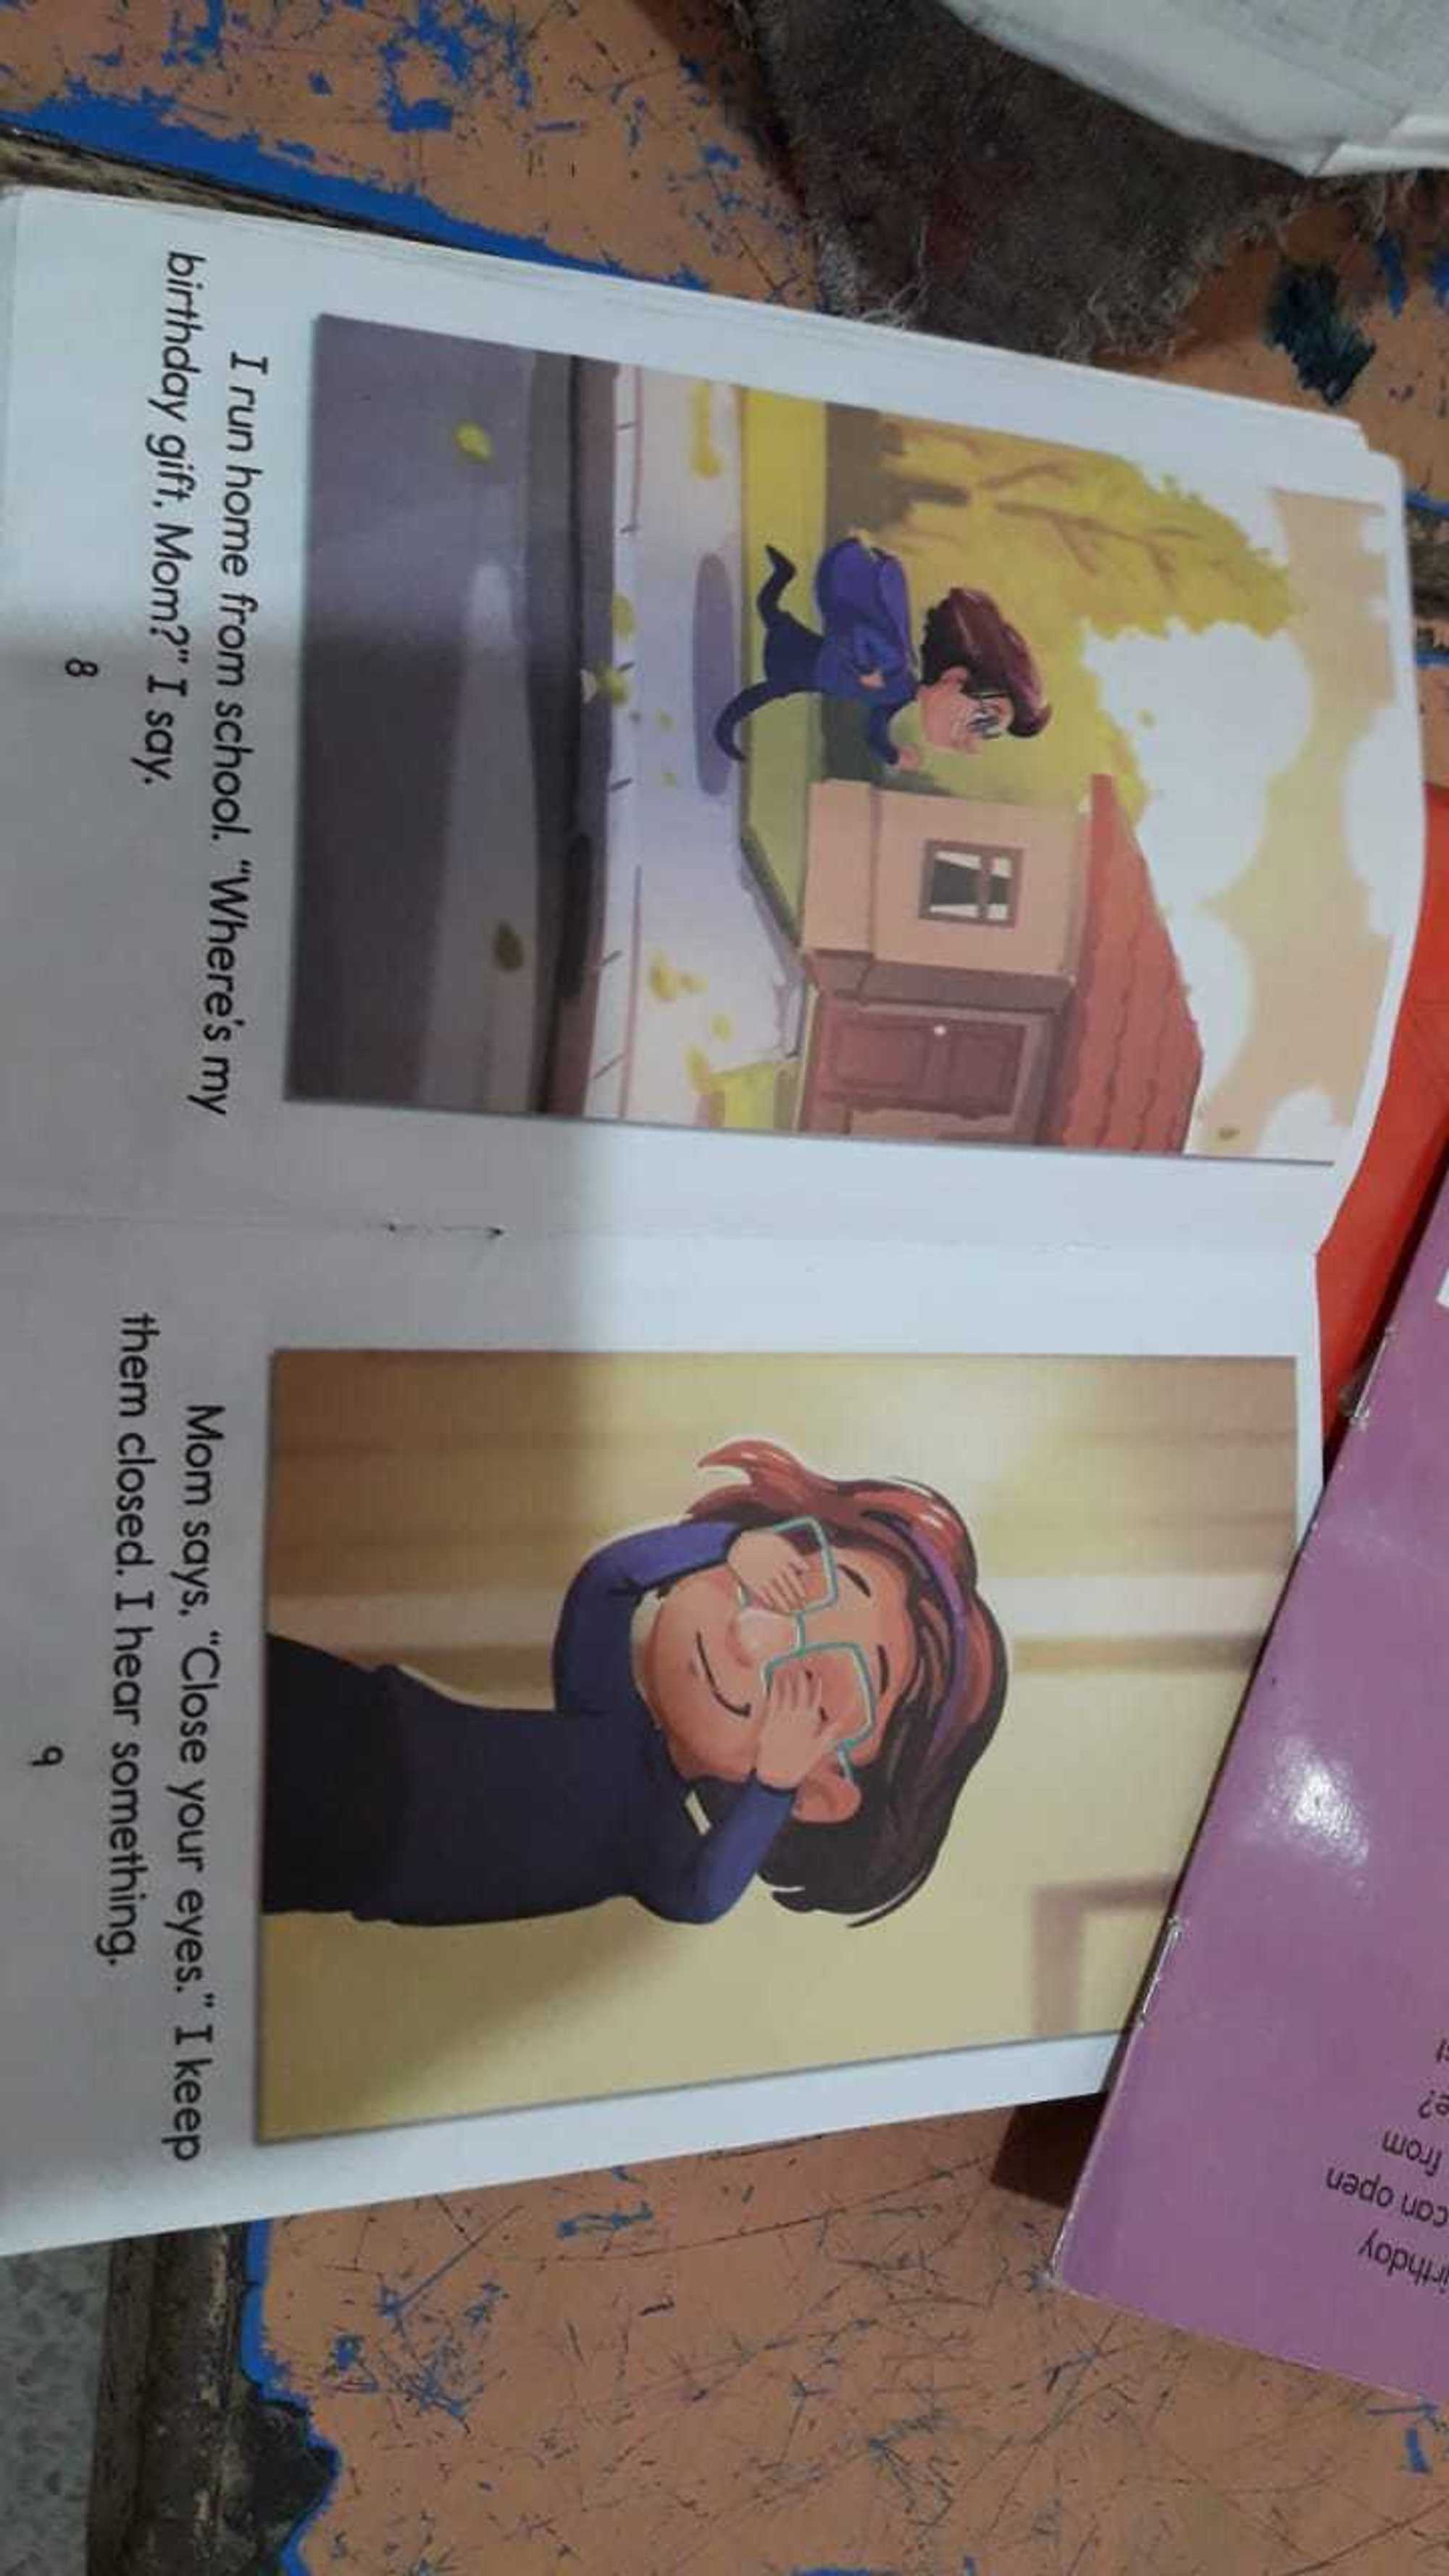 I run home from school. “Where's my
birthday gift, Mom?” I say.
8
Mom says, “Close your eyes.” I keep
them closed. I hear something.
9
can open
from